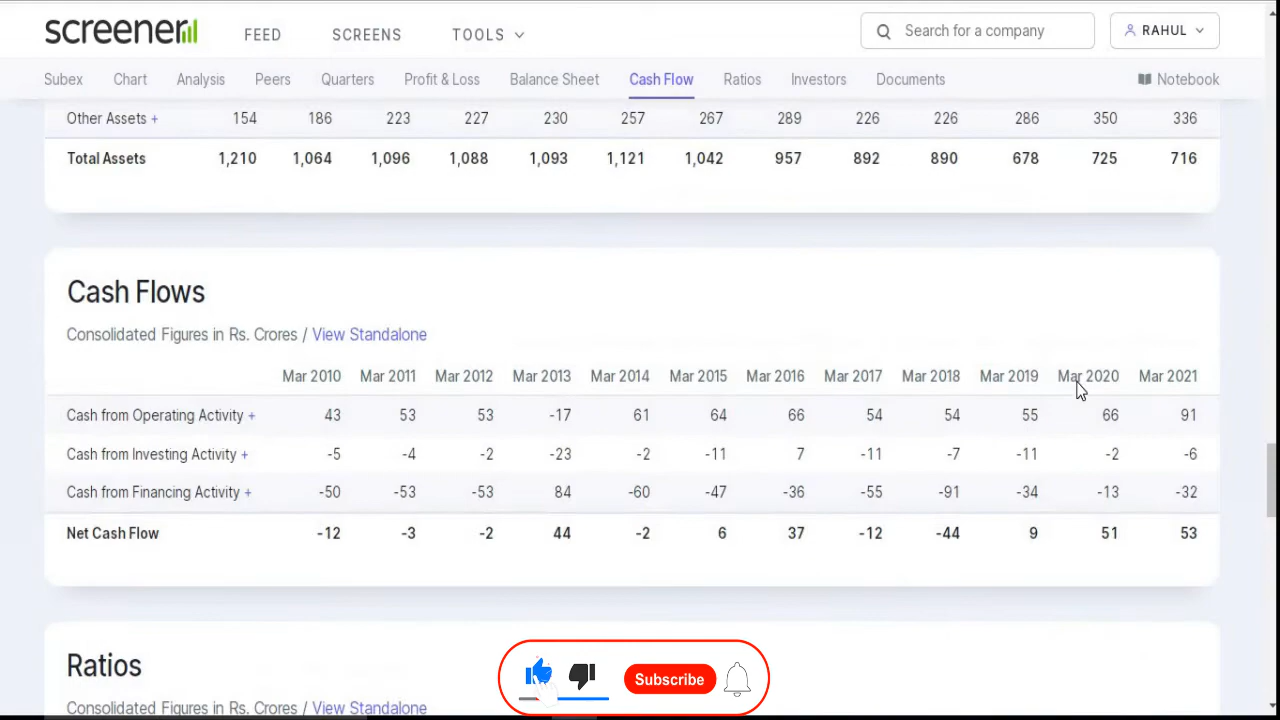 screener FEED SCREENS TOOLS Search for a company RAHUL
Subex Chart Analysis Peers Quarters Profit & Loss Balance Sheet Cash Flow Ratios Investors Documents Notebook
Other Assets + 154 186 223 227 230 257 267 289 226 226 286 350 336
Total Assets 1,210 1,064 1,096 1,088 1,093 1,121 1,042 957 892 890 678 725 716
Cash Flows
Consolidated Figures in Rs. Crores / View Standalone
Mar 2010 Mar 2011 Mar 2012 Mar 2013 Mar 2014 Mar 2015 Mar 2016 Mar 2017 Mar 2018 Mar 2019 Mar 2020 Mar 2021
Cash from Operating Activity + 43 53 53 -17 61 64 66 54 54 55 66 91
Cash from Investing Activity + -5 -4 -2 -23 -2 -11 7 -11 -7 -11 -2 -6
Cash from Financing Activity + -50 -53 -53 84 -60 -47 -36 -55 -91 -34 -13 -32
Net Cash Flow -12 -3 -2 44 -2 6 37 -12 -44 9 51 53
Ratios
Subscribe
Consolidated Figures in Rs. Crores / View Standalone